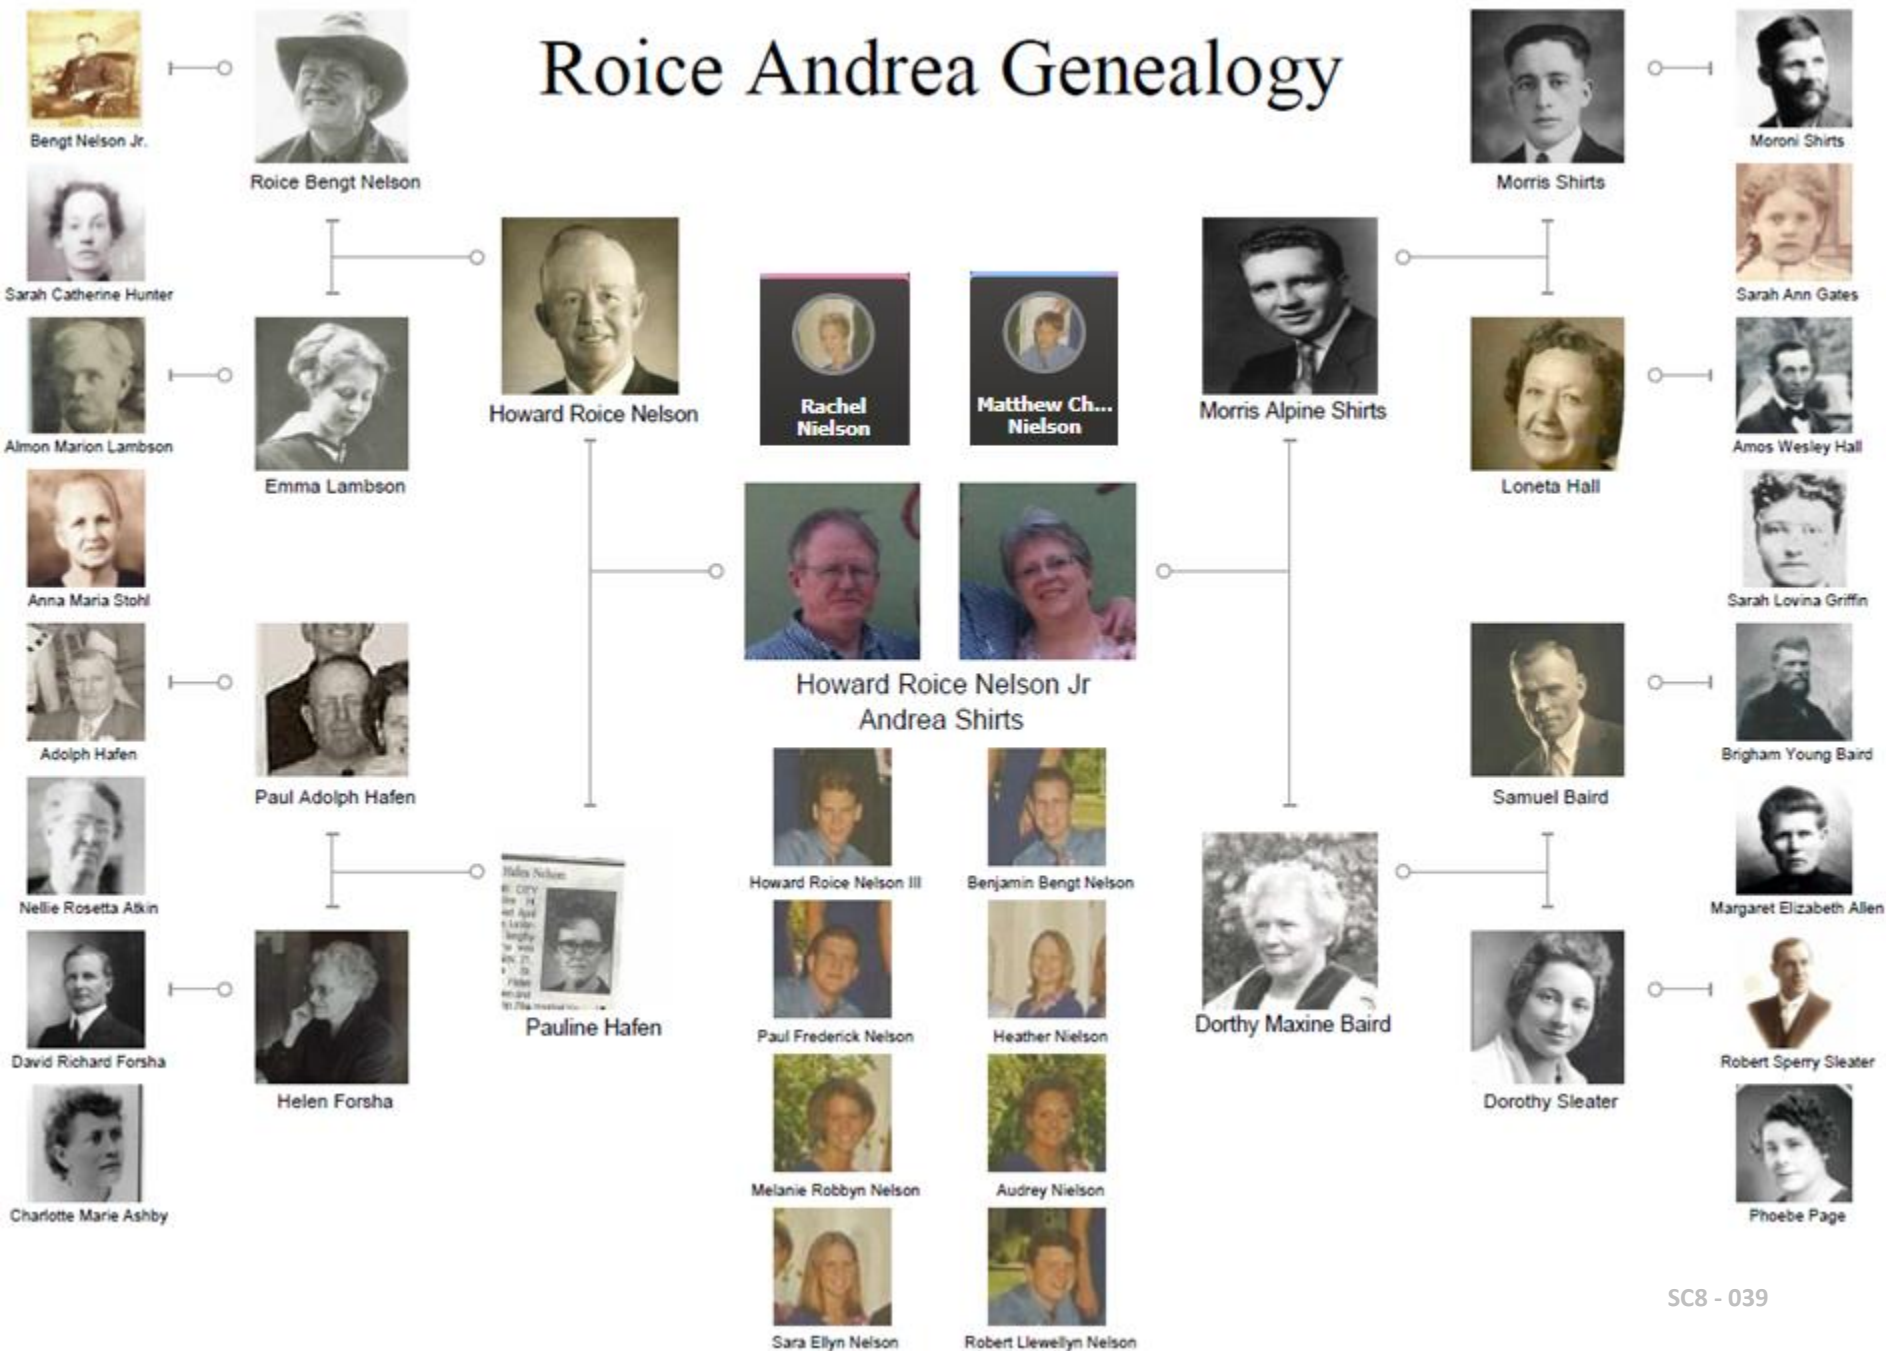 Roice Andrea Genealogy
Bengt Nelson Jr.
Sarah Catherine Hunter
Almon Marion Lambson
Anna Maria Stohl
Adolph Hafen
Nellie Rosetta Atkin
David Richard Forsha
Charlotte Marie Ashby
Roice Bengt Nelson
Emma Lambson
Paul Adolph Hafen
Helen Forsha
Howard Roice Nelson
Helen Nelson
CITY
Pauline Hafen
Rachel
Nielson
Matthew Ch...
Nielson
Howard Roice Nelson Jr
Andrea Shirts
Howard Roice Nelson III
Benjamin Bengt Nelson
Paul Frederick Nelson
Heather Nielson
Melanie Robbyn Nelson
Audrey Nielson
Sara Ellyn Nelson
Robert Llewellyn Nelson
Morris Alpine Shirts
Dorthy Maxine Baird
Morris Shirts
Loneta Hall
Samuel Baird
Dorothy Sleater
Moroni Shirts
Sarah Ann Gates
Amos Wesley Hall
Sarah Lovina Griffin
Brigham Young Baird
Margaret Elizabeth Allen
Robert Sperry Sleater
Phoebe Page
SC8 - 039